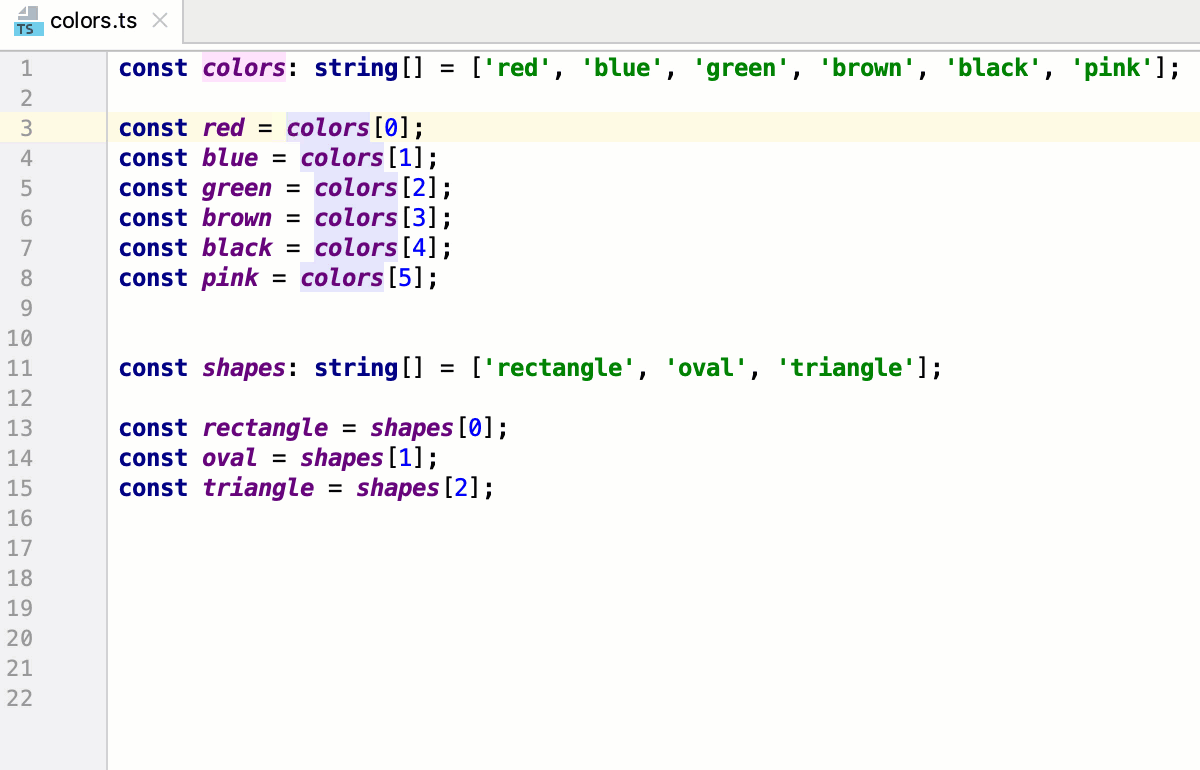 TS colors.ts
1 const colors: string[] = ['red', 'blue', 'green', 'brown', 'black', 'pink'];
2
3 const red = colors[0];
4 const blue = colors[1];
5 const green = colors[2];
6 const brown = colors[3];
7 const black = colors[4];
8 const pink = colors[5];
9
10
11 const shapes: string[] = ['rectangle', 'oval', 'triangle'];
12
13 const rectangle = shapes[0];
14 const oval = shapes[1];
15 const triangle = shapes[2];
16
17
18
19
20
21
22